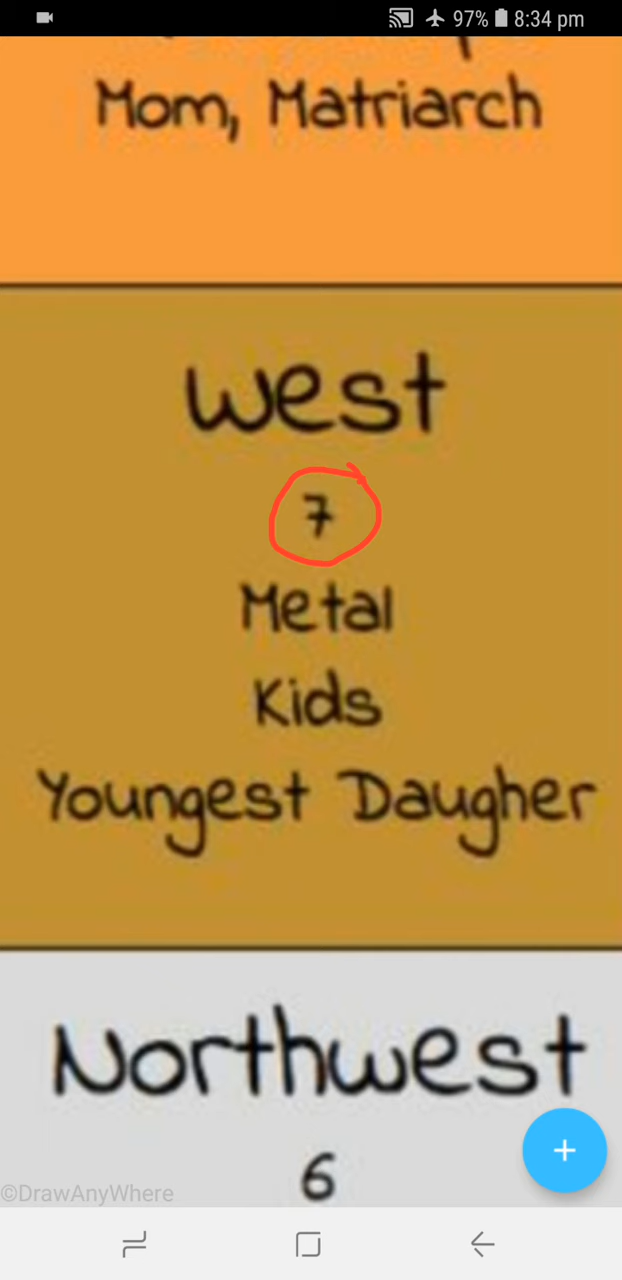 97% 8:34 pm
Mom, Matriarch
West
7
Metal
Kids
Youngest Daugher
Northwest
6
©DrawAnyWhere